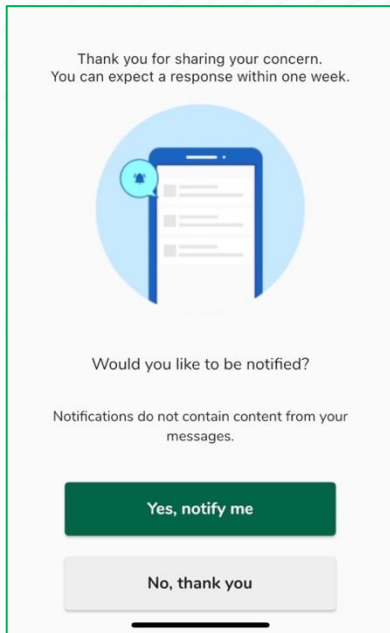 Thank you for sharing your concern.
You can expect a response within one week.
Would you like to be notified?
Notifications do not contain content from your
messages.
Yes, notify me
No, thank you